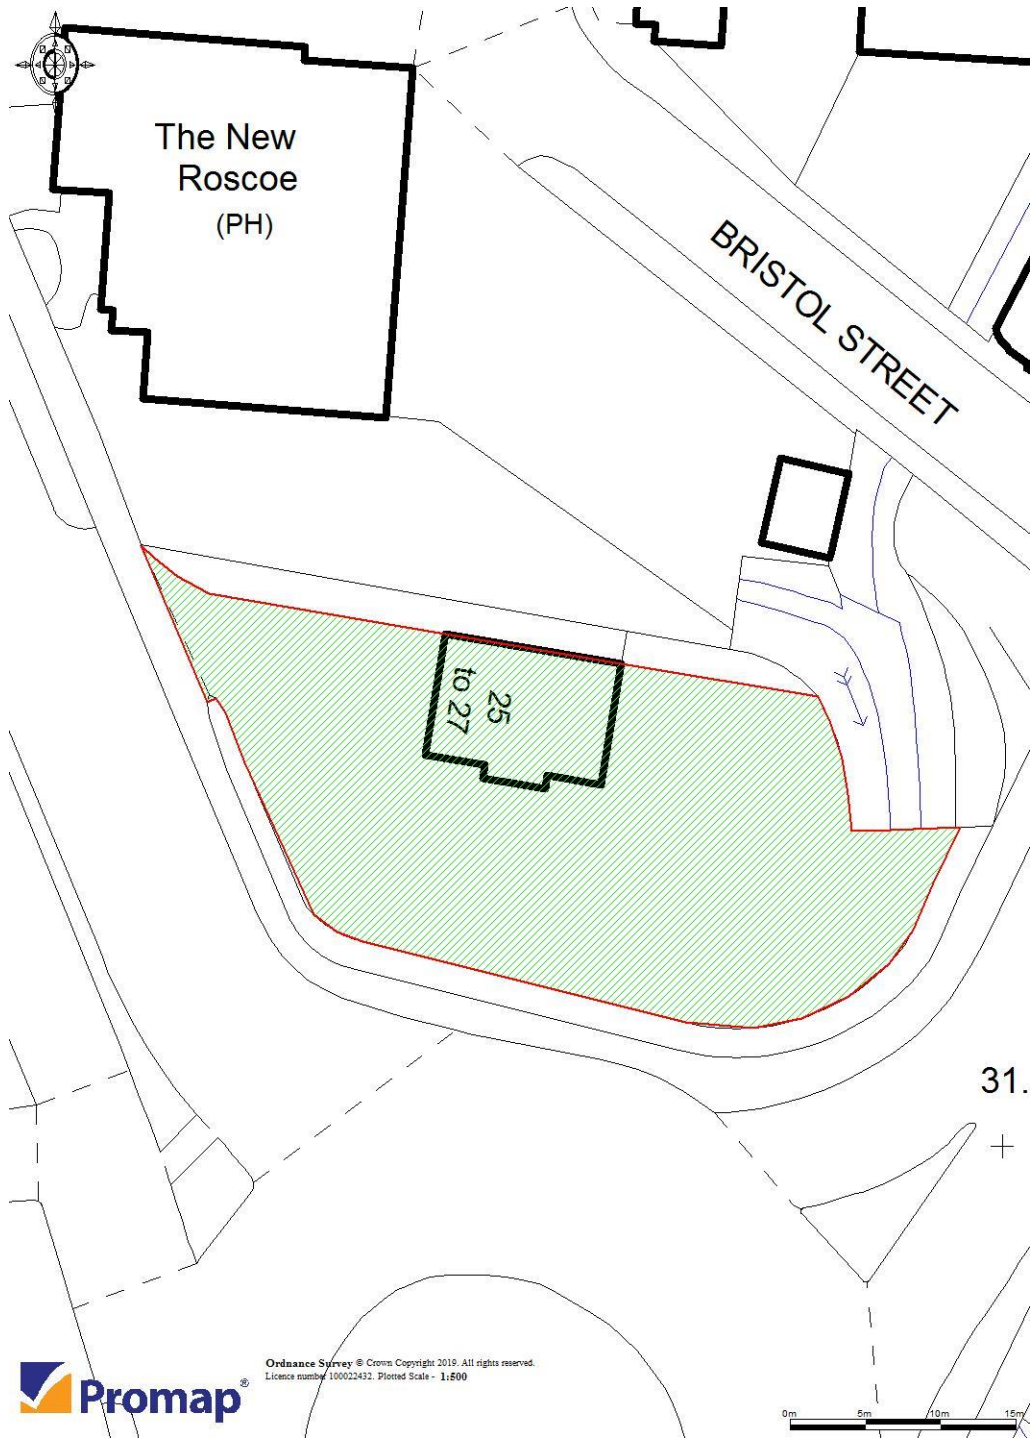 The New
Roscoe
(PH)
BRISTOL STREET
25
to 27
31.
Promap®
Ordnance Survey © Crown Copyright 2019. All rights reserved.
Licence number 100022432. Plotted Scale - 1:500
0m 5m 10m 15m